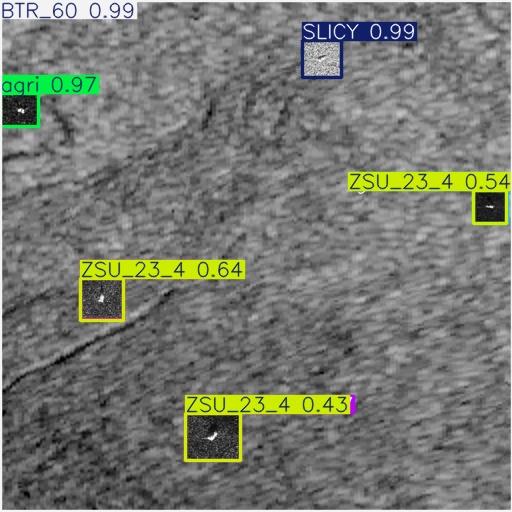 BTR_60 0.99
SLICY 0.99
agri 0.97
ZSU_23_4 0.54
ZSU_23_4 0.64
ZSU_23_4 0.43